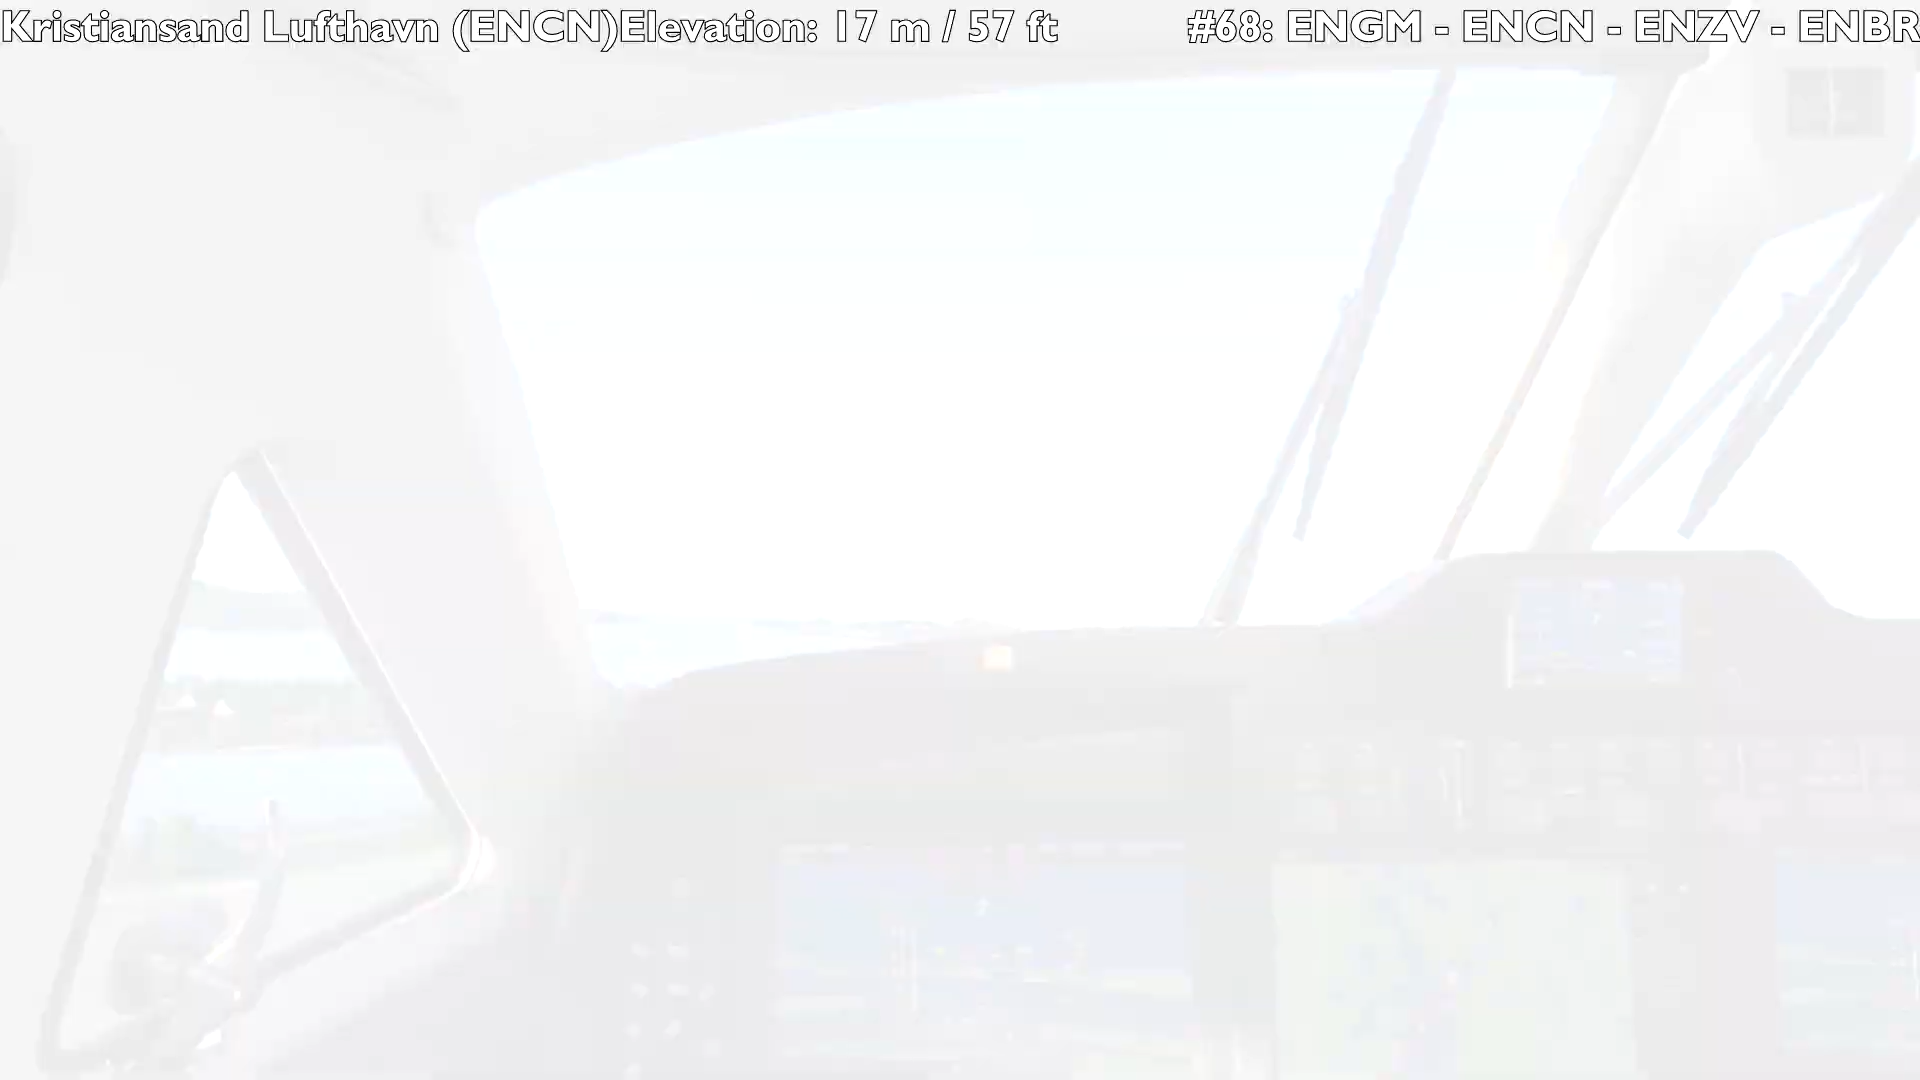 Kristiansand Lufthavn (ENCN)Elevation: 17 m / 57 ft #68: ENGM - ENCN - ENZV - ENBR